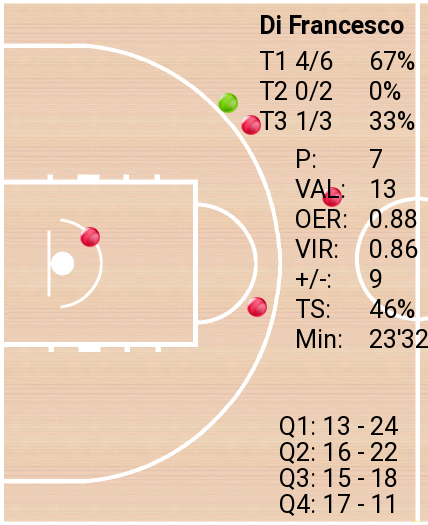 Di Francesco
T1 4/6 67%
T2 0/2 0%
T3 1/3 33%
P: 7
VAL: 13
OER: 0.88
VIR: 0.86
+/-: 9
TS: 46%
Min: 23'32
Q1: 13 - 24
Q2: 16 - 22
Q3: 15 - 18
Q4: 17 - 11